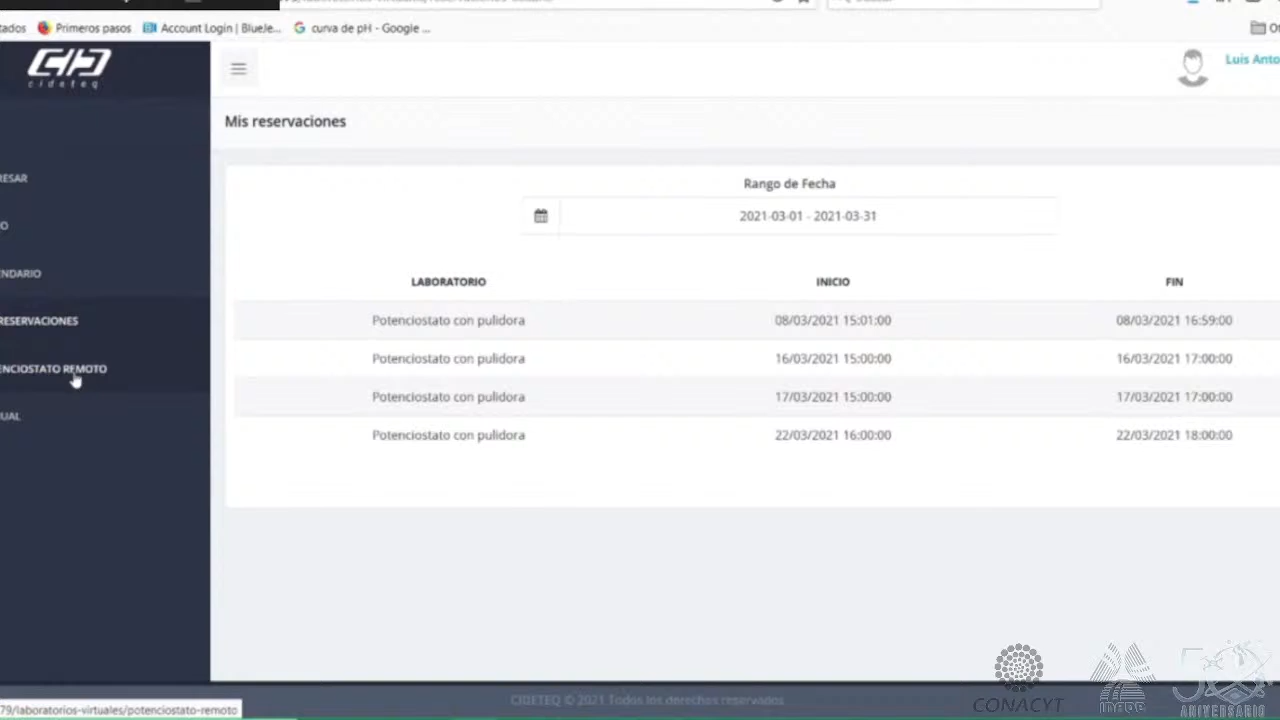 tados Primeros pasos Account Login | BlueJe... curva de pH - Google ...
cideteq
Luis Anto
Mis reservaciones
RESAR
O
ENDARIO
RESERVACIONES
ENCIOSTATO REMOTO
UAL
Rango de Fecha
2021-03-01 - 2021-03-31
LABORATORIO INICIO FIN
Potenciostato con pulidora 08/03/2021 15:01:00 08/03/2021 16:59:00
Potenciostato con pulidora 16/03/2021 15:00:00 16/03/2021 17:00:00
Potenciostato con pulidora 17/03/2021 15:00:00 17/03/2021 17:00:00
Potenciostato con pulidora 22/03/2021 16:00:00 22/03/2021 18:00:00
CIDETEQ © 2021 Todos los derechos reservados
79/laboratorios-virtuales/potenciostato-remoto
CONACYT
ANIVERSARIO